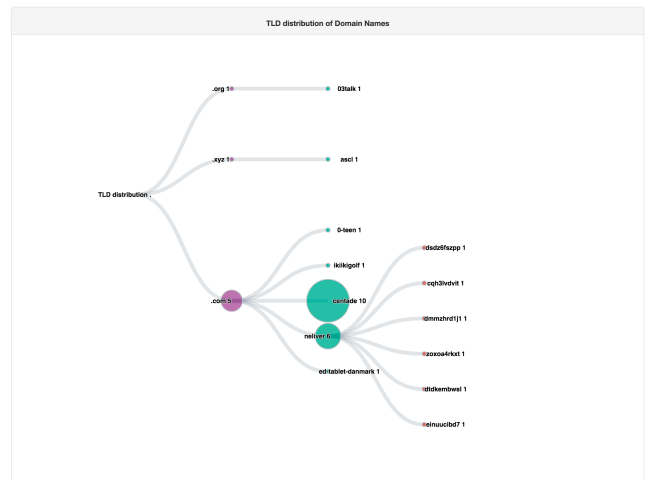 TLD distribution of Domain Names
.org 1
03talk 1
.xyz 1
ascl 1
TLD distribution .
0-teen 1
dsdz6fszpp 1
ikiikigolf 1
cqh3lvdvit 1
.com 5
centade 10
dmmzhrd1j1 1
neliver 6
zoxoa4rkxt 1
editablet-danmark 1
dtdkembwsl 1
einuucibd7 1